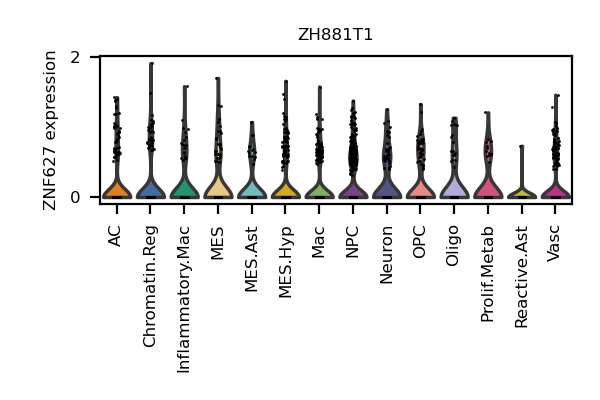 ZH881T1
ZNF627 expression
2
0
AC
Chromatin.Reg
Inflammatory.Mac
MES
MES.Ast
MES.Hyp
Mac
NPC
Neuron
OPC
Oligo
Prolif.Metab
Reactive.Ast
Vasc